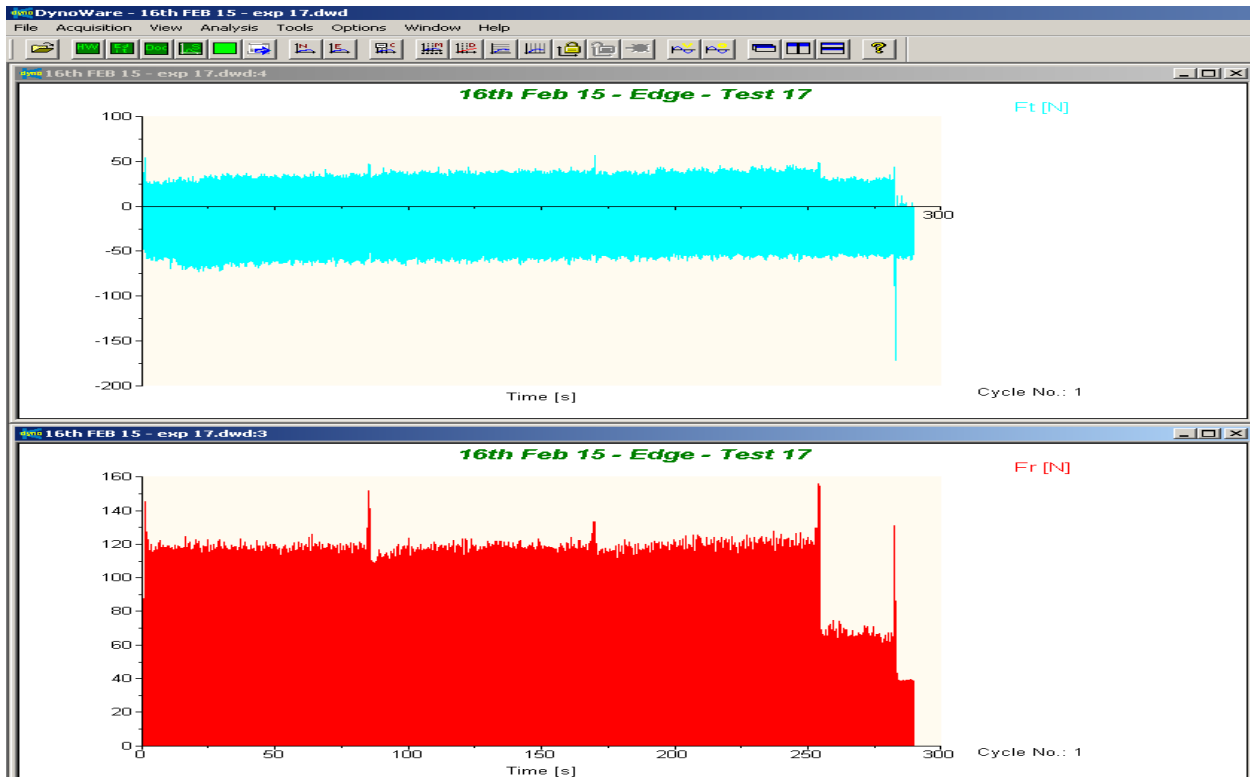 DynoWare - 16th FEB 15 - exp 17.dwd
File Acquisition View Analysis Tools Options Window Help
16th FEB 15 - exp 17.dwd:4
16th Feb 15 - Edge - Test 17
Ft [N]
100
50
0
300
-50
-100
-150
-200
Time [s]
Cycle No.: 1
16th FEB 15 - exp 17.dwd:3
16th Feb 15 - Edge - Test 17
Fr [N]
160
140
120
100
80
60
40
20
0
0 50 100 150 200 250 300
Cycle No.: 1
Time [s]